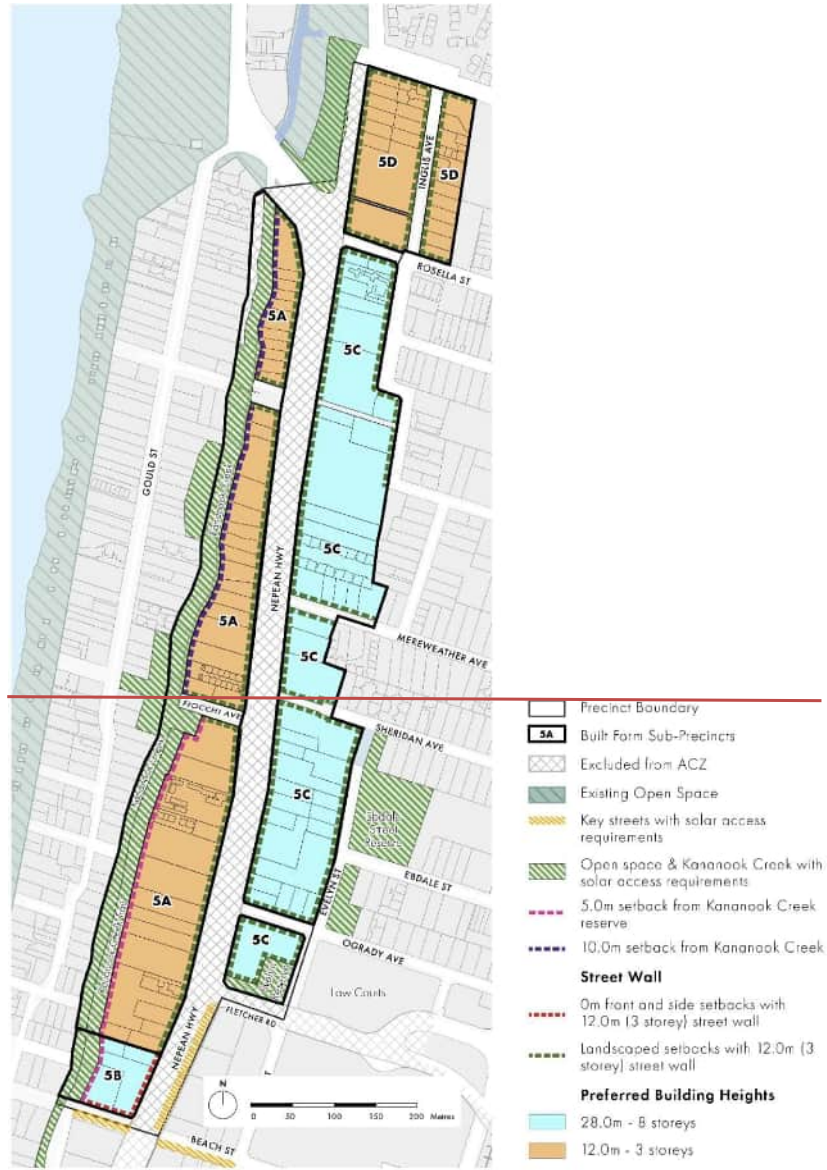 5D
INGLIS AVE
5D
ROSELLA ST
5A
5C
GOULD ST
NEPEAN HWY
5C
5A
5C
MEREWEATHER AVE
FIOCCHI AVE
SHERIDAN AVE
5C
Ebdale
Street
Reserve
5A
EBDALE ST
EVELYN ST
5C
OGRADY AVE
Law Courts
FLETCHER RD
NEPEAN HWY
5B
N
0 50 100 150 200 Metres
BEACH ST
Precinct Boundary
5A Built Form Sub-Precincts
Excluded from ACZ
Existing Open Space
Key streets with solar access
requirements
Open space & Kananook Creek with
solar access requirements
5.0m setback from Kananook Creek
reserve
10.0m setback from Kananook Creek
Street Wall
0m front and side setbacks with
12.0m (3 storey) street wall
Landscaped setbacks with 12.0m (3
storey) street wall
Preferred Building Heights
28.0m - 8 storeys
12.0m - 3 storeys